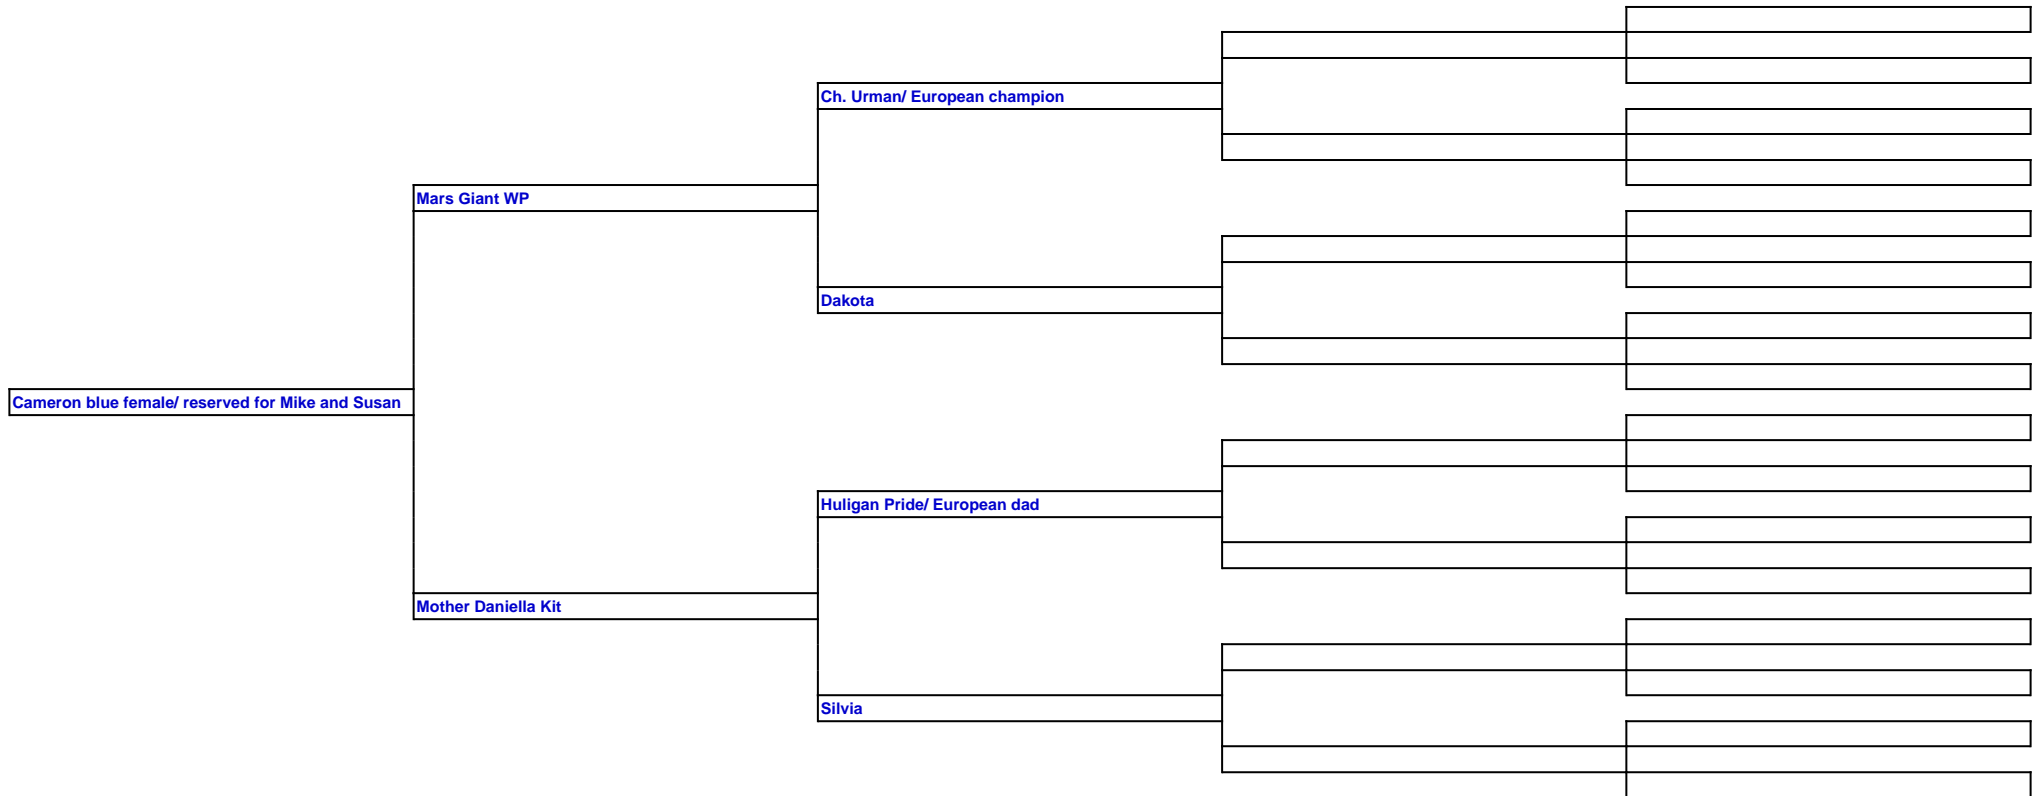 Ch. Urman/ European champion
Mars Giant WP
Dakota
Cameron blue female/ reserved for Mike and Susan
Huligan Pride/ European dad
Mother Daniella Kit
Silvia